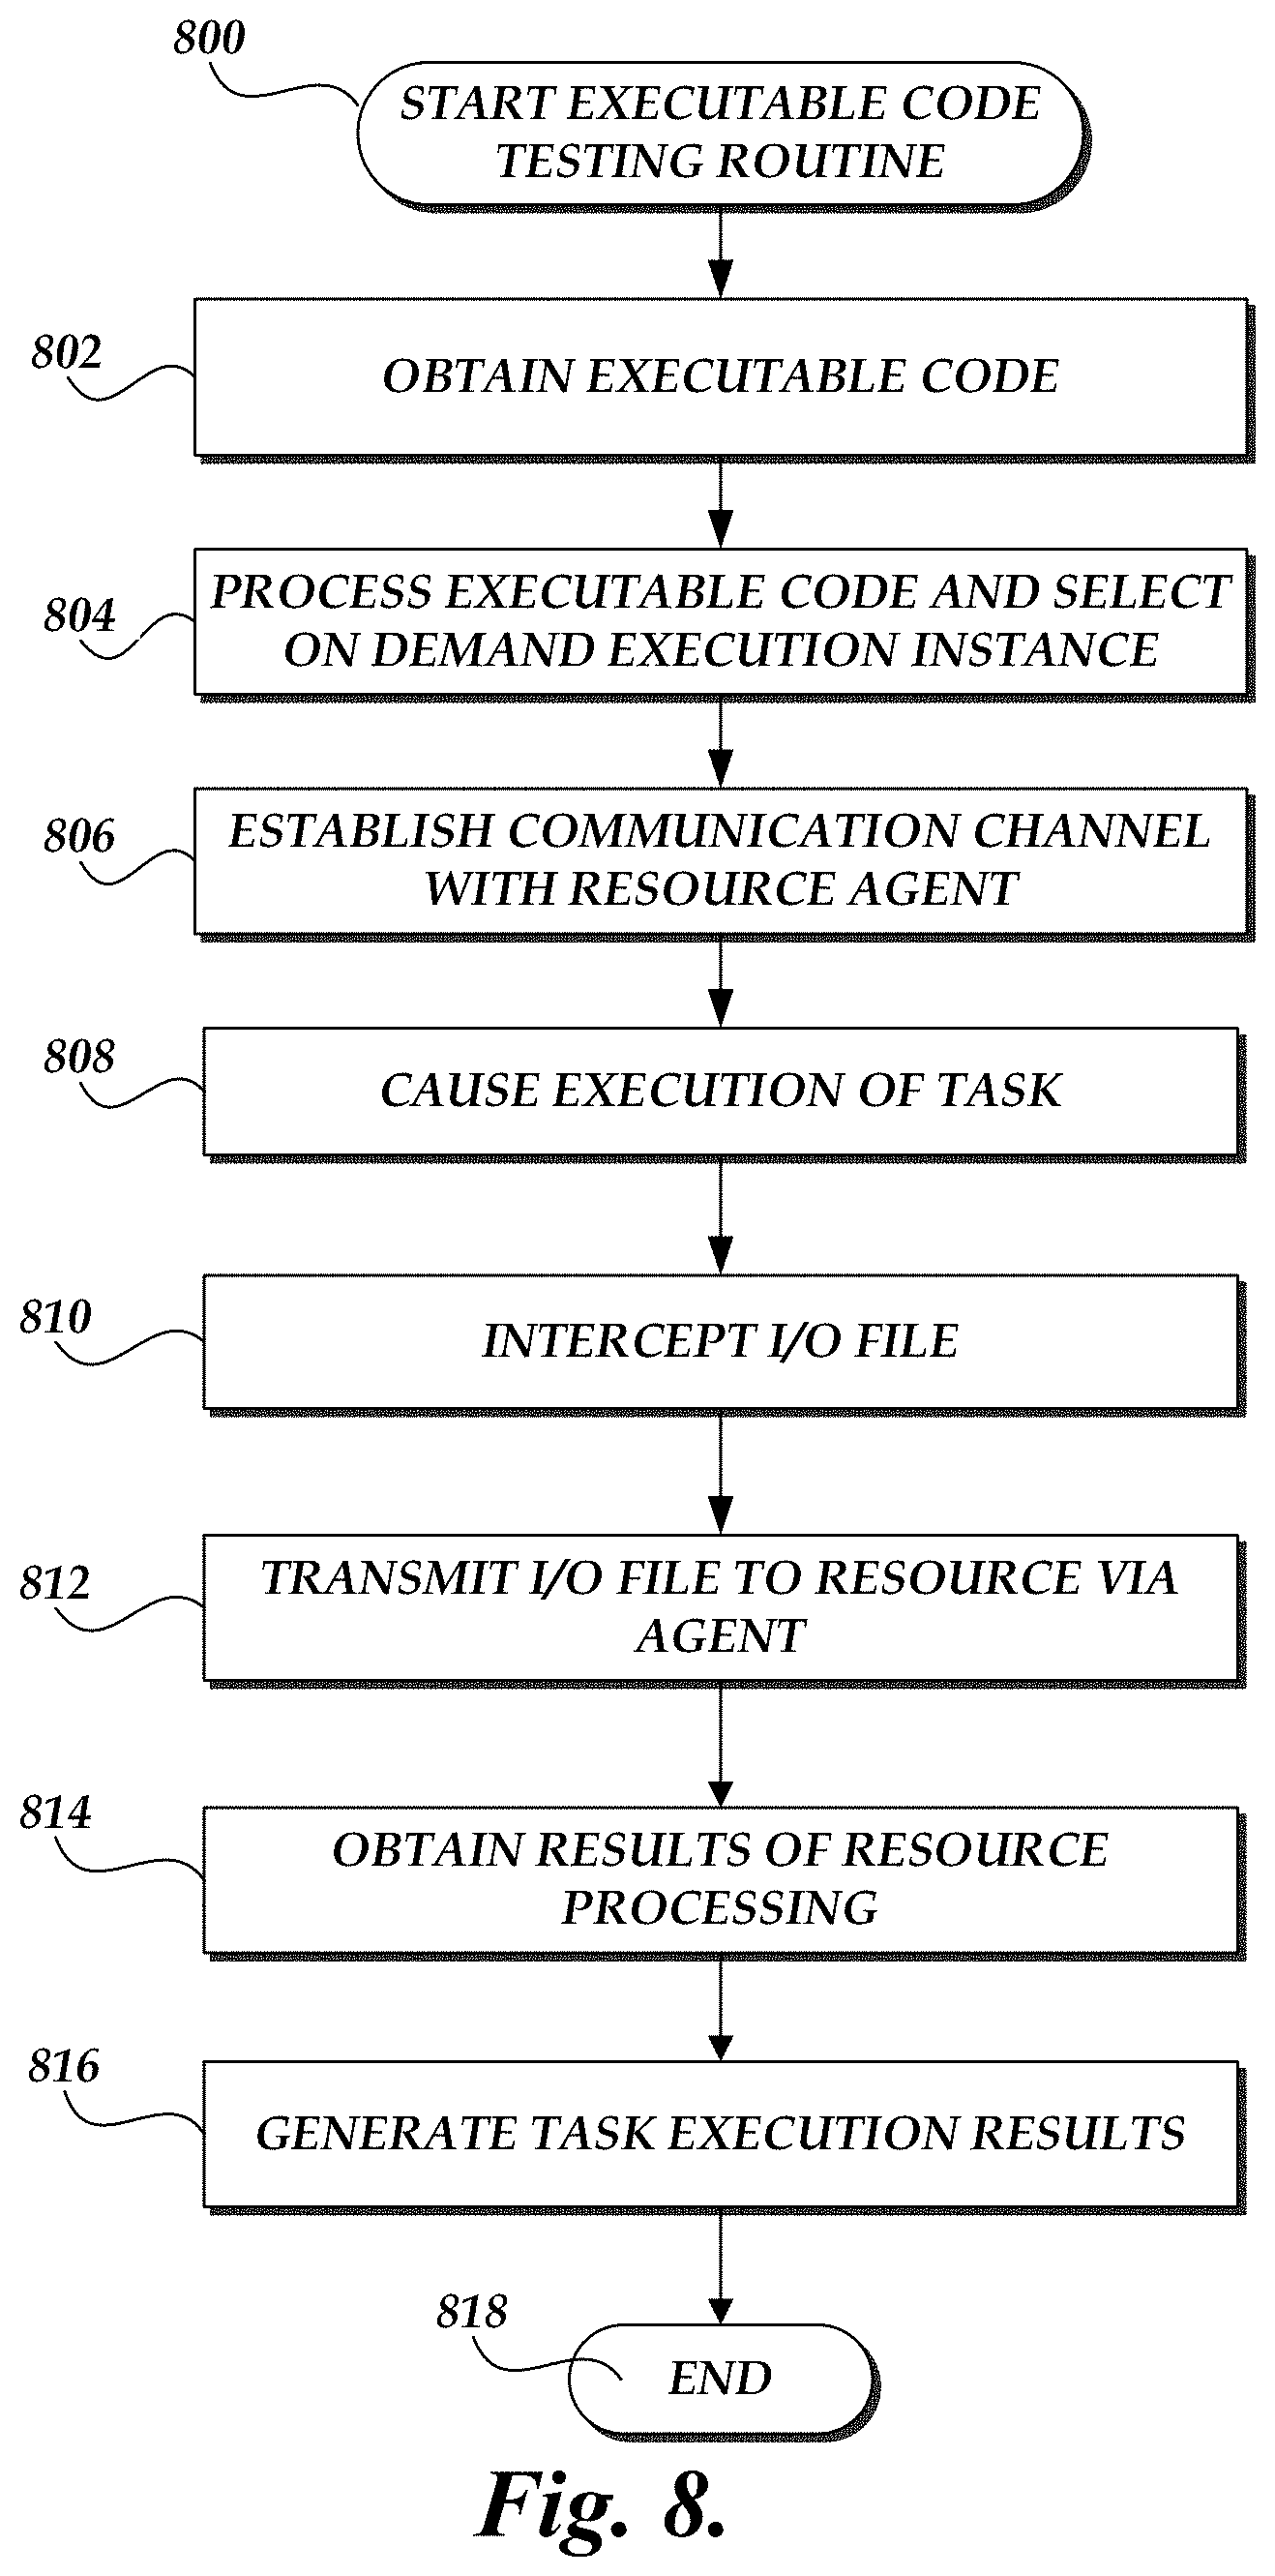 800
START EXECUTABLE CODE
TESTING ROUTINE
802
OBTAIN EXECUTABLE CODE
804
PROCESS EXECUTABLE CODE AND SELECT
ON DEMAND EXECUTION INSTANCE
806
ESTABLISH COMMUNICATION CHANNEL
WITH RESOURCE AGENT
808
CAUSE EXECUTION OF TASK
810
INTERCEPT I/O FILE
812
TRANSMIT I/O FILE TO RESOURCE VIA
AGENT
814
OBTAIN RESULTS OF RESOURCE
PROCESSING
816
GENERATE TASK EXECUTION RESULTS
818
END
Fig. 8.